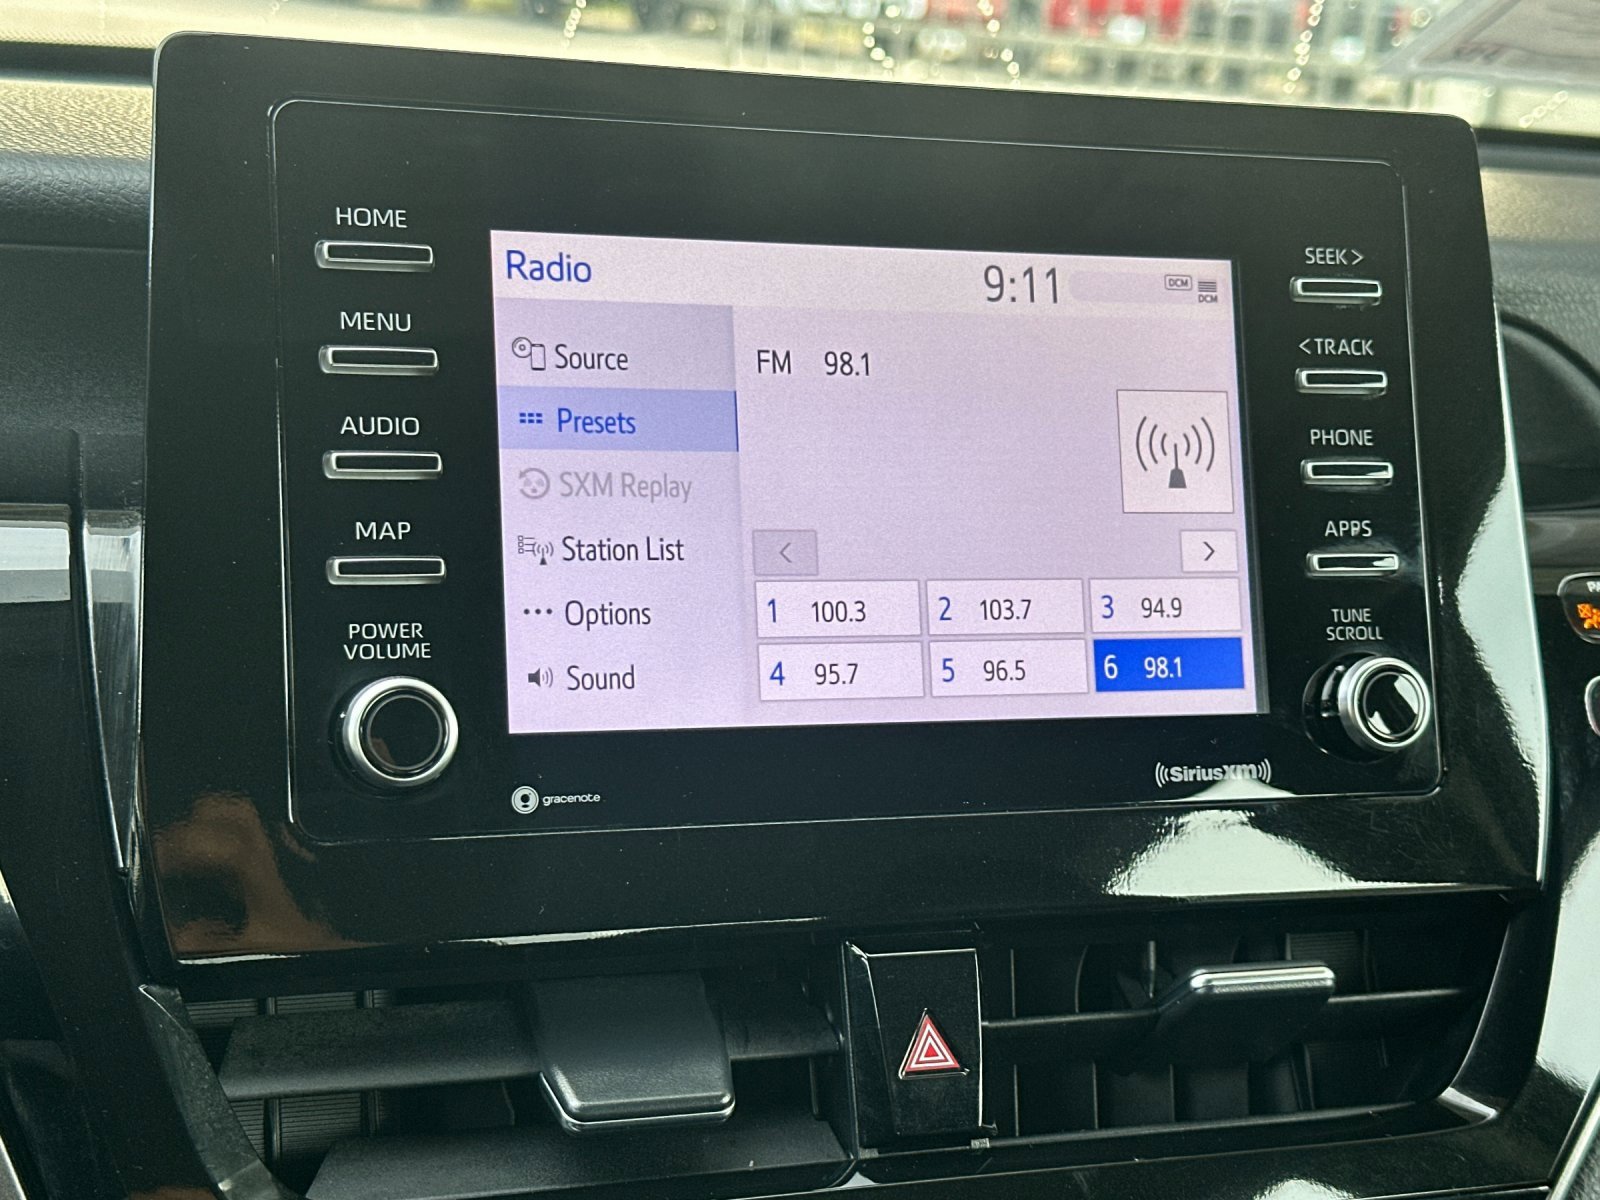 HOME
MENU
AUDIO
MAP
POWER
VOLUME
Radio
9:11
DCM
DCM
Source
Presets
SXM Replay
Station List
Options
Sound
FM 98.1
<
>
1 100.3
2 103.7
3 94.9
4 95.7
5 96.5
6 98.1
SEEK >
< TRACK
PHONE
APPS
TUNE
SCROLL
gracenote
SiriusXM